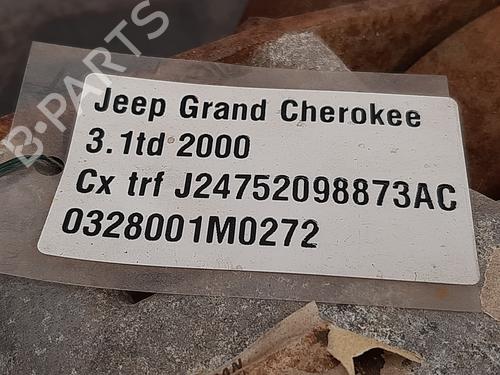 B-PARTS
Jeep Grand Cherokee
3.1td 2000
Cx trf J24752098873AC
0328001M0272